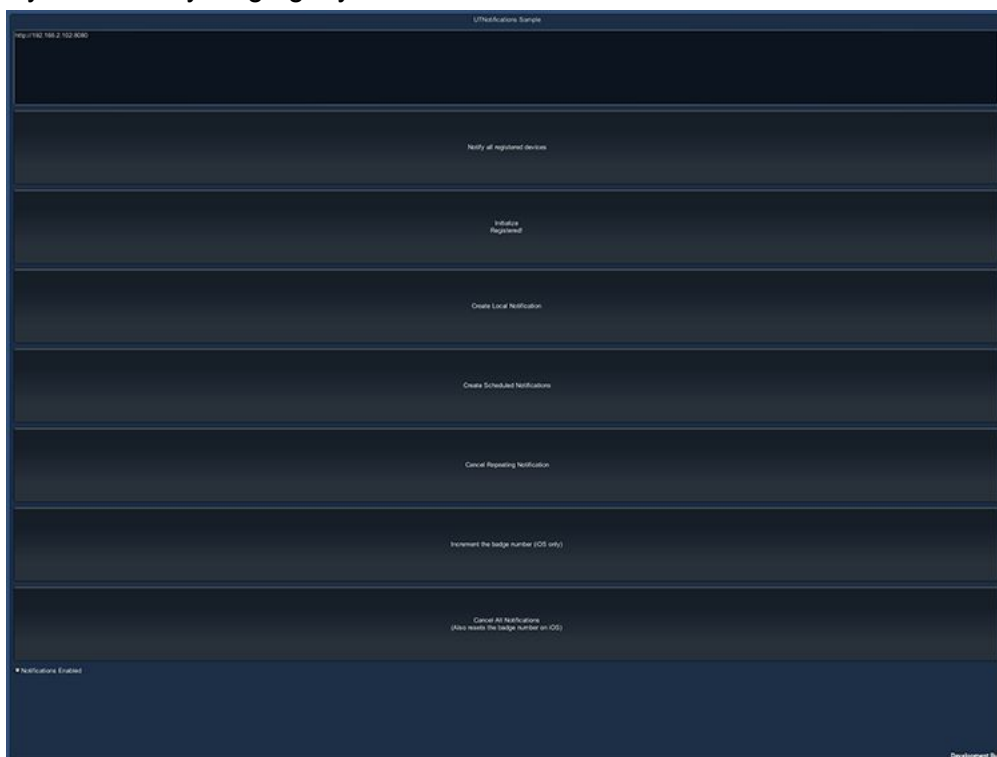 UTNotifications Sample
http://192.168.2.102:8080
Notify all registered devices
Initialize
Registered!
Create Local Notification
Create Scheduled Notifications
Cancel Repeating Notification
Increment the badge number (iOS only)
Cancel All Notifications
(Also resets the badge number on iOS)
Notifications Enabled
Development Bu